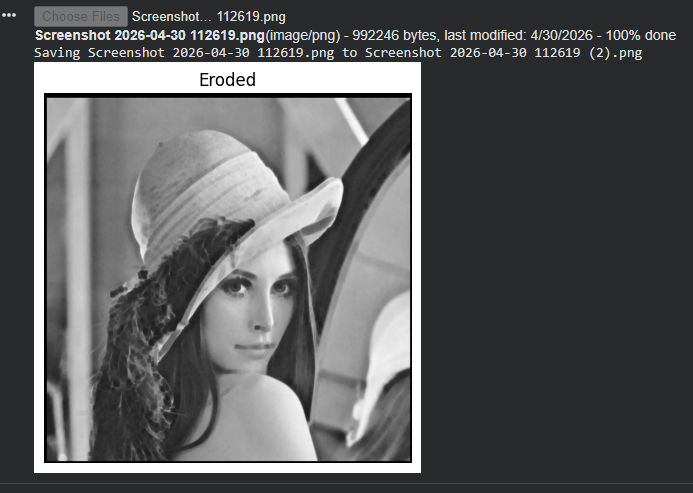 Choose Files Screenshot... 112619.png
Screenshot 2026-04-30 112619.png(image/png) - 992246 bytes, last modified: 4/30/2026 - 100% done
Saving Screenshot 2026-04-30 112619.png to Screenshot 2026-04-30 112619 (2).png
Eroded